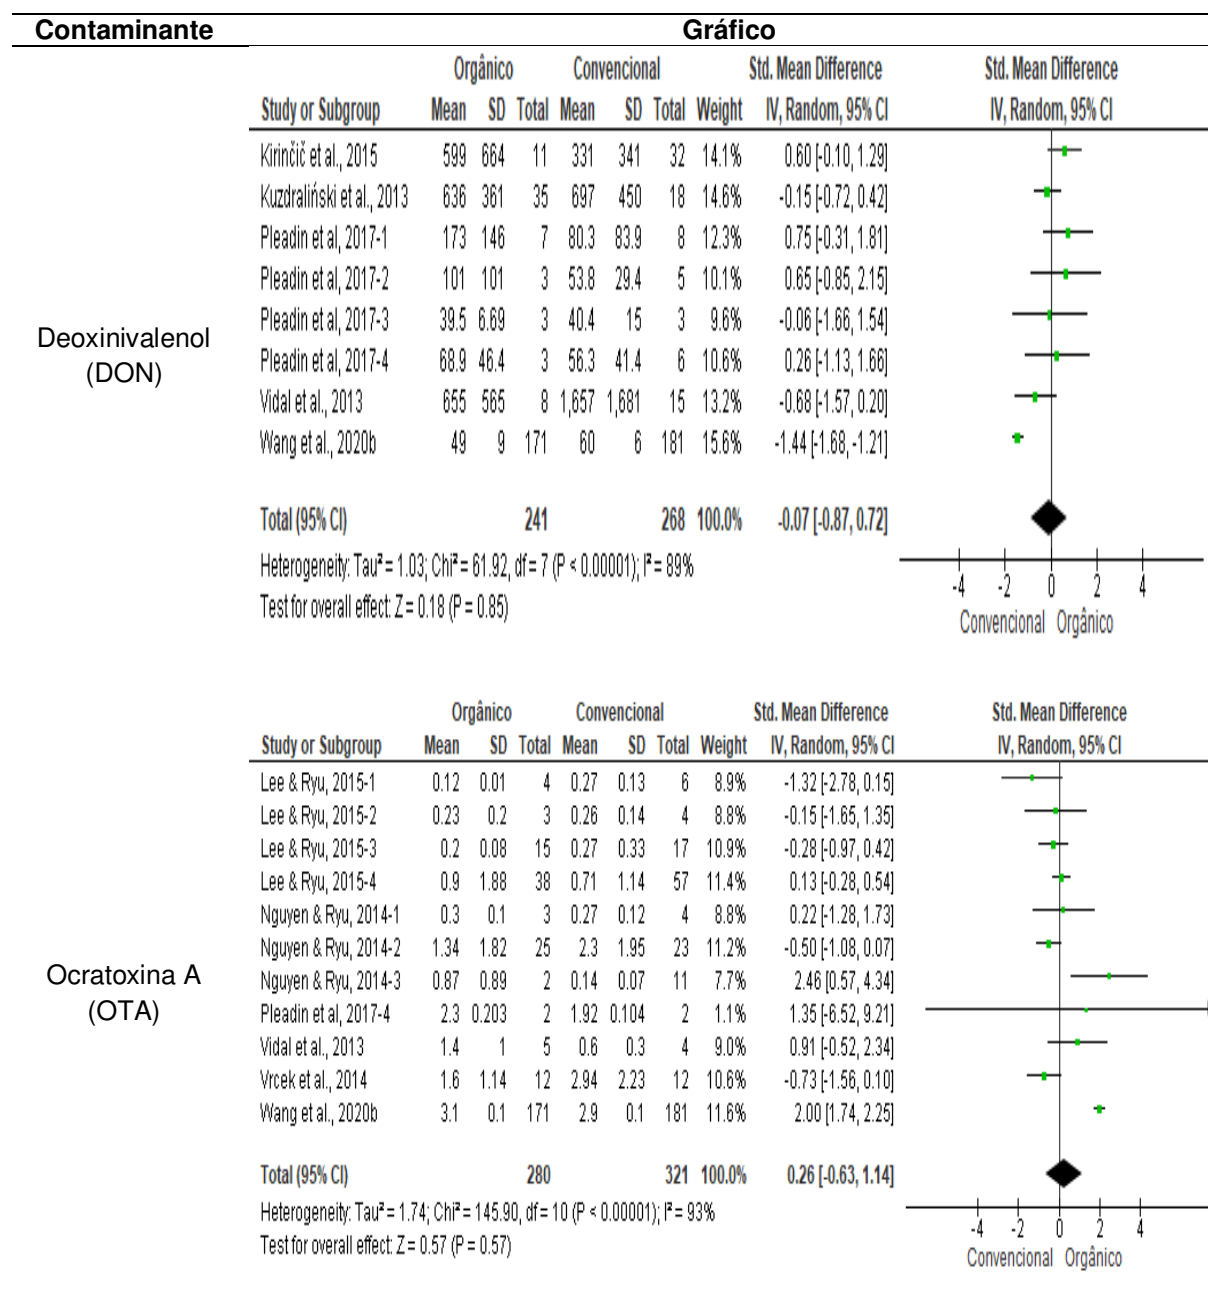 Contaminante Gráfico
Orgânico Convencional Std. Mean Difference Std. Mean Difference
Study or Subgroup Mean SD Total Mean SD Total Weight IV, Random, 95% CI IV, Random, 95% CI
Kirinčič et al., 2015 599 664 11 331 341 32 14.1% 0.60 [-0.10, 1.29]
Kuzdraliński et al., 2013 636 361 35 697 450 18 14.6% -0.15 [-0.72, 0.42]
Pleadin et al, 2017-1 173 146 7 80.3 83.9 8 12.3% 0.75 [-0.31, 1.81]
Pleadin et al, 2017-2 101 101 3 53.8 29.4 5 10.1% 0.65 [-0.85, 2.15]
Pleadin et al, 2017-3 39.5 6.69 3 40.4 15 3 9.6% -0.06 [-1.66, 1.54]
Pleadin et al, 2017-4 68.9 46.4 3 56.3 41.4 6 10.6% 0.26 [-1.13, 1.66]
Vidal et al., 2013 655 565 8 1,657 1,681 15 13.2% -0.68 [-1.57, 0.20]
Wang et al., 2020b 49 9 171 60 6 181 15.6% -1.44 [-1.68, -1.21]
Deoxinivalenol
(DON)
Total (95% CI) 241 268 100.0% -0.07 [-0.87, 0.72]
Heterogeneity: Tau² = 1.03; Chi² = 61.92, df = 7 (P < 0.00001); I² = 89%
Test for overall effect: Z = 0.18 (P = 0.85)
-4 -2 0 2 4
Convencional Orgânico
Orgânico Convencional Std. Mean Difference Std. Mean Difference
Study or Subgroup Mean SD Total Mean SD Total Weight IV, Random, 95% CI IV, Random, 95% CI
Lee & Ryu, 2015-1 0.12 0.01 4 0.27 0.13 6 8.9% -1.32 [-2.78, 0.15]
Lee & Ryu, 2015-2 0.23 0.2 3 0.26 0.14 4 8.8% -0.15 [-1.65, 1.35]
Lee & Ryu, 2015-3 0.2 0.08 15 0.27 0.33 17 10.9% -0.28 [-0.97, 0.42]
Lee & Ryu, 2015-4 0.9 1.88 38 0.71 1.14 57 11.4% 0.13 [-0.28, 0.54]
Nguyen & Ryu, 2014-1 0.3 0.1 3 0.27 0.12 4 8.8% 0.22 [-1.28, 1.73]
Nguyen & Ryu, 2014-2 1.34 1.82 25 2.3 1.95 23 11.2% -0.50 [-1.08, 0.07]
Nguyen & Ryu, 2014-3 0.87 0.89 2 0.14 0.07 11 7.7% 2.46 [0.57, 4.34]
Pleadin et al, 2017-4 2.3 0.203 2 1.92 0.104 2 1.1% 1.35 [-6.52, 9.21]
Vidal et al., 2013 1.4 1 5 0.6 0.3 4 9.0% 0.91 [-0.52, 2.34]
Vrcek et al., 2014 1.6 1.14 12 2.94 2.23 12 10.6% -0.73 [-1.56, 0.10]
Wang et al., 2020b 3.1 0.1 171 2.9 0.1 181 11.6% 2.00 [1.74, 2.25]
Ocratoxina A
(OTA)
Total (95% CI) 280 321 100.0% 0.26 [-0.63, 1.14]
Heterogeneity: Tau² = 1.74; Chi² = 145.90, df = 10 (P < 0.00001); I² = 93%
Test for overall effect: Z = 0.57 (P = 0.57)
-4 -2 0 2 4
Convencional Orgânico